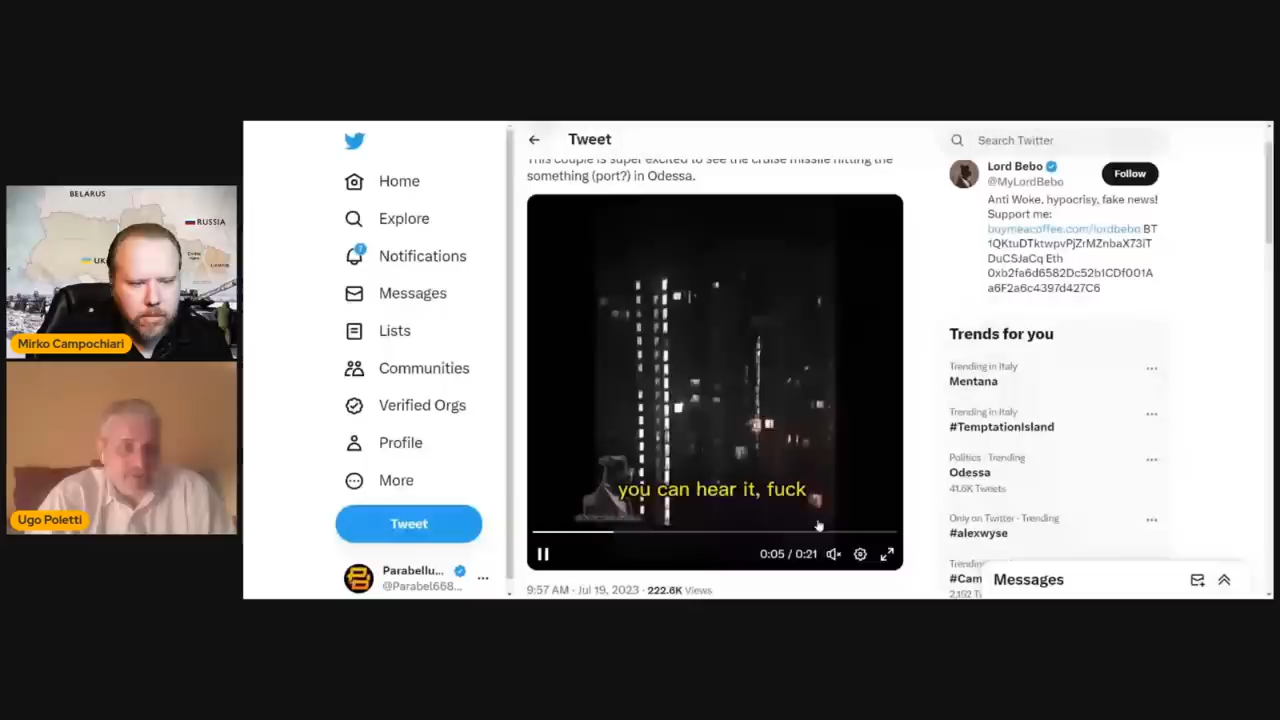 BELARUS
RUSSIA
UK
Mirko Campochiari
Ugo Poletti
Home
Explore
Notifications
Messages
Lists
Communities
Verified Orgs
Profile
More
Tweet
Parabellu...
@Parabel668...
Tweet
This couple is super excited to see the cruise missile hitting the
something (port?) in Odessa.
you can hear it, fuck
0:05 / 0:21
9:57 AM · Jul 19, 2023 · 222.6K Views
Search Twitter
Lord Bebo
@MyLordBebo
Follow
Anti Woke, hypocrisy, fake news!
Support me:
buymeacoffee.com/lordbebo BT
1QKtuDTktwpvPjZrMZnbaX73iT
DuCSJaCq Eth
0xb2fa6d6582Dc52b1CDf001A
a6F2a6c4397d427C6
Trends for you
Trending in Italy
Mentana
Trending in Italy
#TemptationIsland
Politics · Trending
Odessa
41.6K Tweets
Only on Twitter · Trending
#alexwyse
Trending
#Cam
2,192 T
Messages